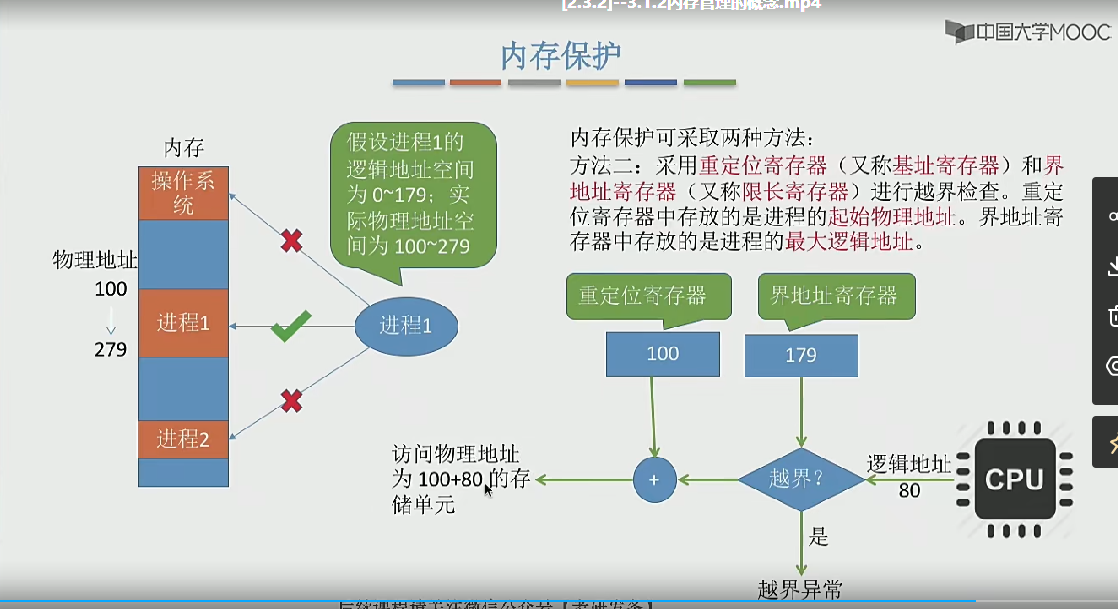 [2.3.2]--3.1.2内存管理的概念.mp4
中国大学MOOC
内存保护
内存
操作系
统
物理地址
100
279
进程1
进程2
假设进程1的
逻辑地址空间
为 0~179；实
际物理地址空
间为 100~279
进程1
内存保护可采取两种方法：
方法二：采用重定位寄存器（又称基址寄存器）和界
地址寄存器（又称限长寄存器）进行越界检查。重定
位寄存器中存放的是进程的起始物理地址。界地址寄
存器中存放的是进程的最大逻辑地址。
重定位寄存器
界地址寄存器
100
179
访问物理地址
为 100+80 的存
储单元
+
越界？
逻辑地址
80
CPU
是
越界异常